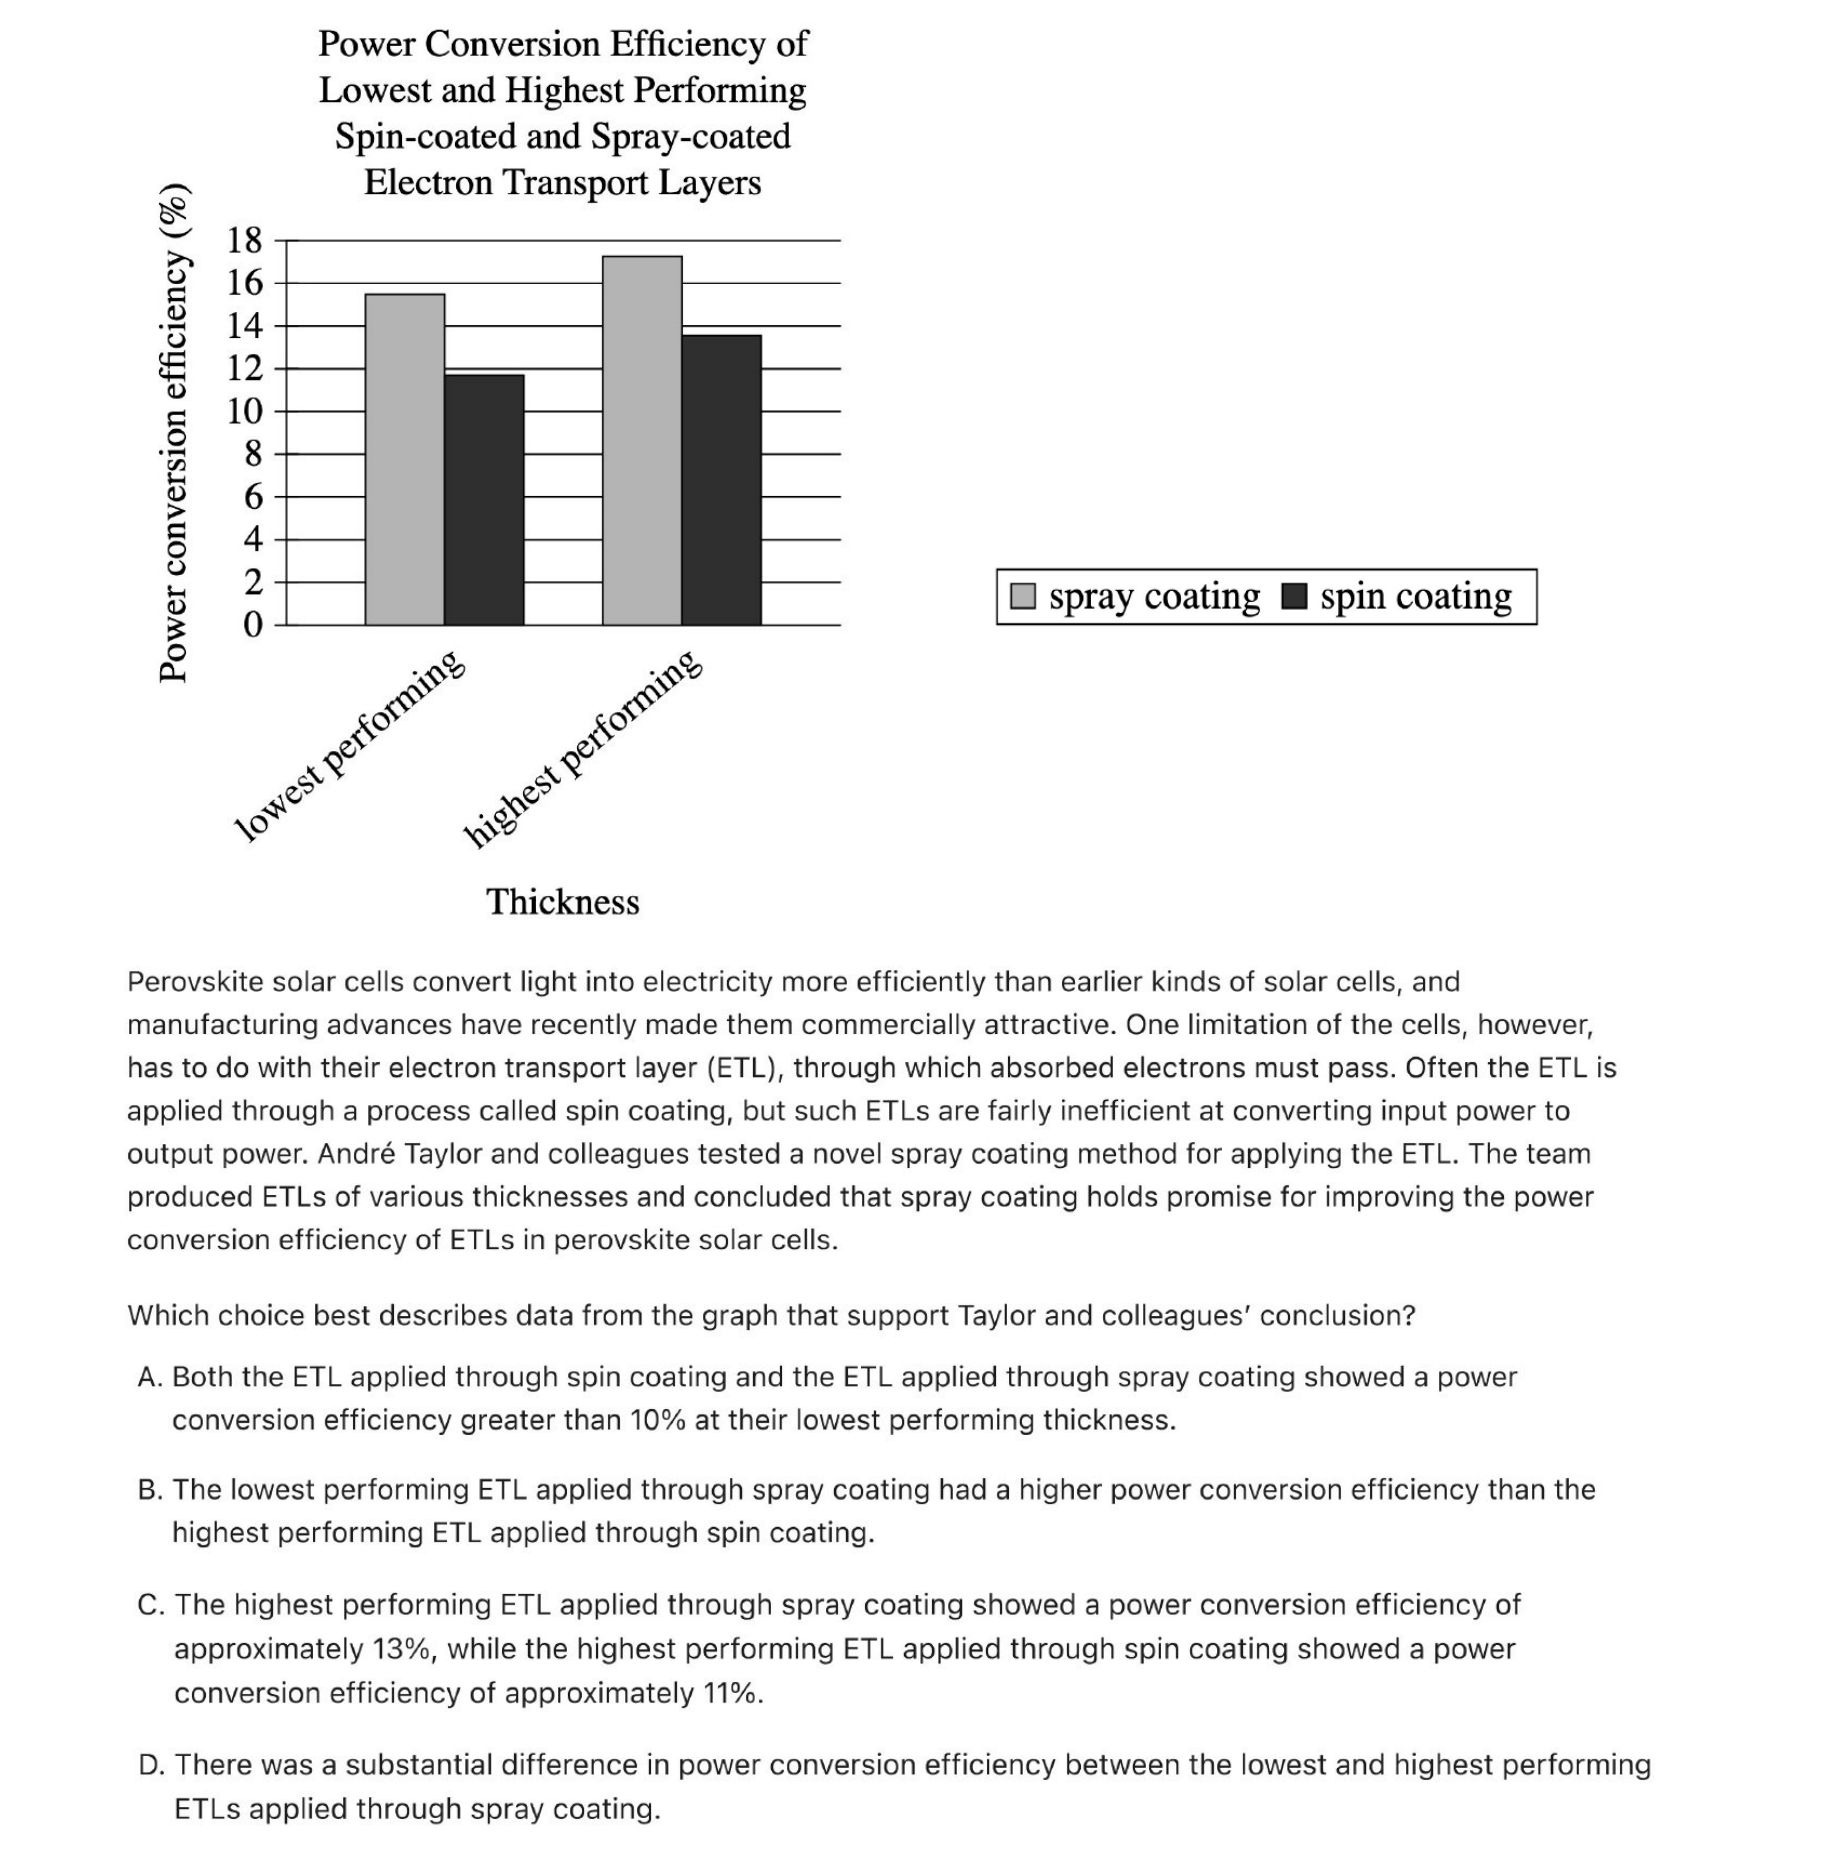 Power Conversion Efficiency of
Lowest and Highest Performing
Spin-coated and Spray-coated
Electron Transport Layers
Power conversion efficiency (%)
18
16
14
12
10
8
6
4
2
0
spray coating spin coating
lowest performing
highest performing
Thickness
Perovskite solar cells convert light into electricity more efficiently than earlier kinds of solar cells, and
manufacturing advances have recently made them commercially attractive. One limitation of the cells, however,
has to do with their electron transport layer (ETL), through which absorbed electrons must pass. Often the ETL is
applied through a process called spin coating, but such ETLs are fairly inefficient at converting input power to
output power. André Taylor and colleagues tested a novel spray coating method for applying the ETL. The team
produced ETLs of various thicknesses and concluded that spray coating holds promise for improving the power
conversion efficiency of ETLs in perovskite solar cells.
Which choice best describes data from the graph that support Taylor and colleagues’ conclusion?
A. Both the ETL applied through spin coating and the ETL applied through spray coating showed a power
conversion efficiency greater than 10% at their lowest performing thickness.
B. The lowest performing ETL applied through spray coating had a higher power conversion efficiency than the
highest performing ETL applied through spin coating.
C. The highest performing ETL applied through spray coating showed a power conversion efficiency of
approximately 13%, while the highest performing ETL applied through spin coating showed a power
conversion efficiency of approximately 11%.
D. There was a substantial difference in power conversion efficiency between the lowest and highest performing
ETLs applied through spray coating.